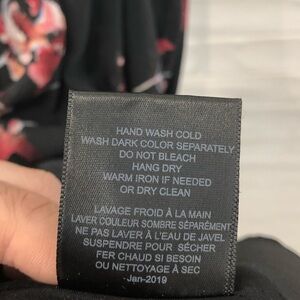 HAND WASH COLD
WASH DARK COLOR SEPARATELY
DO NOT BLEACH
HANG DRY
WARM IRON IF NEEDED
OR DRY CLEAN
LAVAGE FROID À LA MAIN
LAVER COULEUR SOMBRE SÉPARÉMENT
NE PAS LAVER À L'EAU DE JAVEL
SUSPENDRE POUR SÉCHER
FER CHAUD SI BESOIN
OU NETTOYAGE À SEC
-Jan-2019